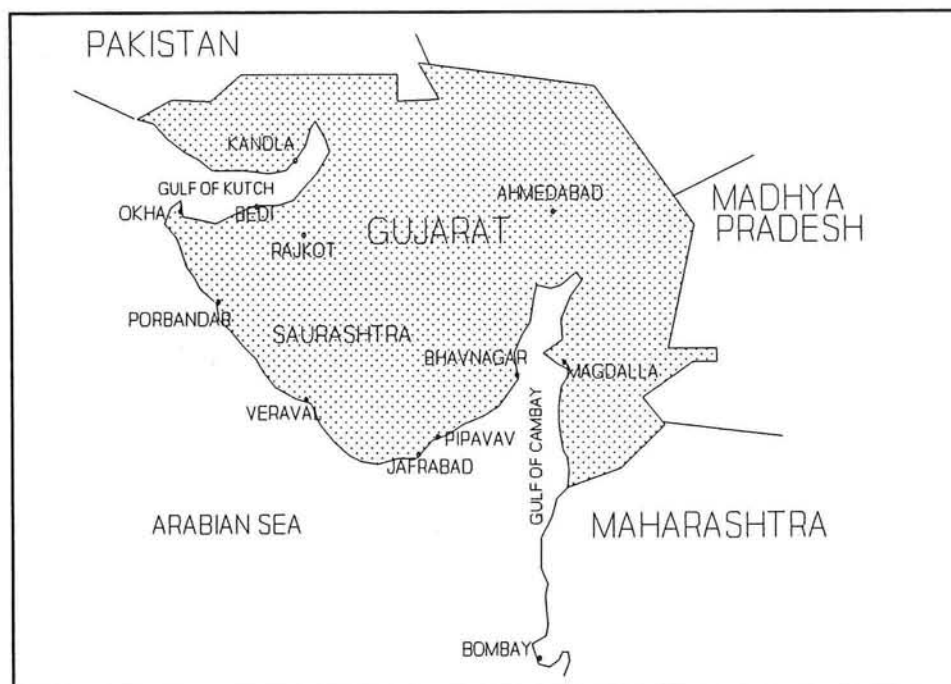 PAKISTAN
KANDLA
GULF OF KUTCH
OKHA
BEDI
AHMEDABAD
MADHYA
PRADESH
GUJARAT
RAJKOT
PORBANDAR
SAURASHTRA
BHAVNAGAR
MAGDALLA
VERAVAL
PIPAVAV
JAFRABAD
GULF OF CAMBAY
ARABIAN SEA
MAHARASHTRA
BOMBAY